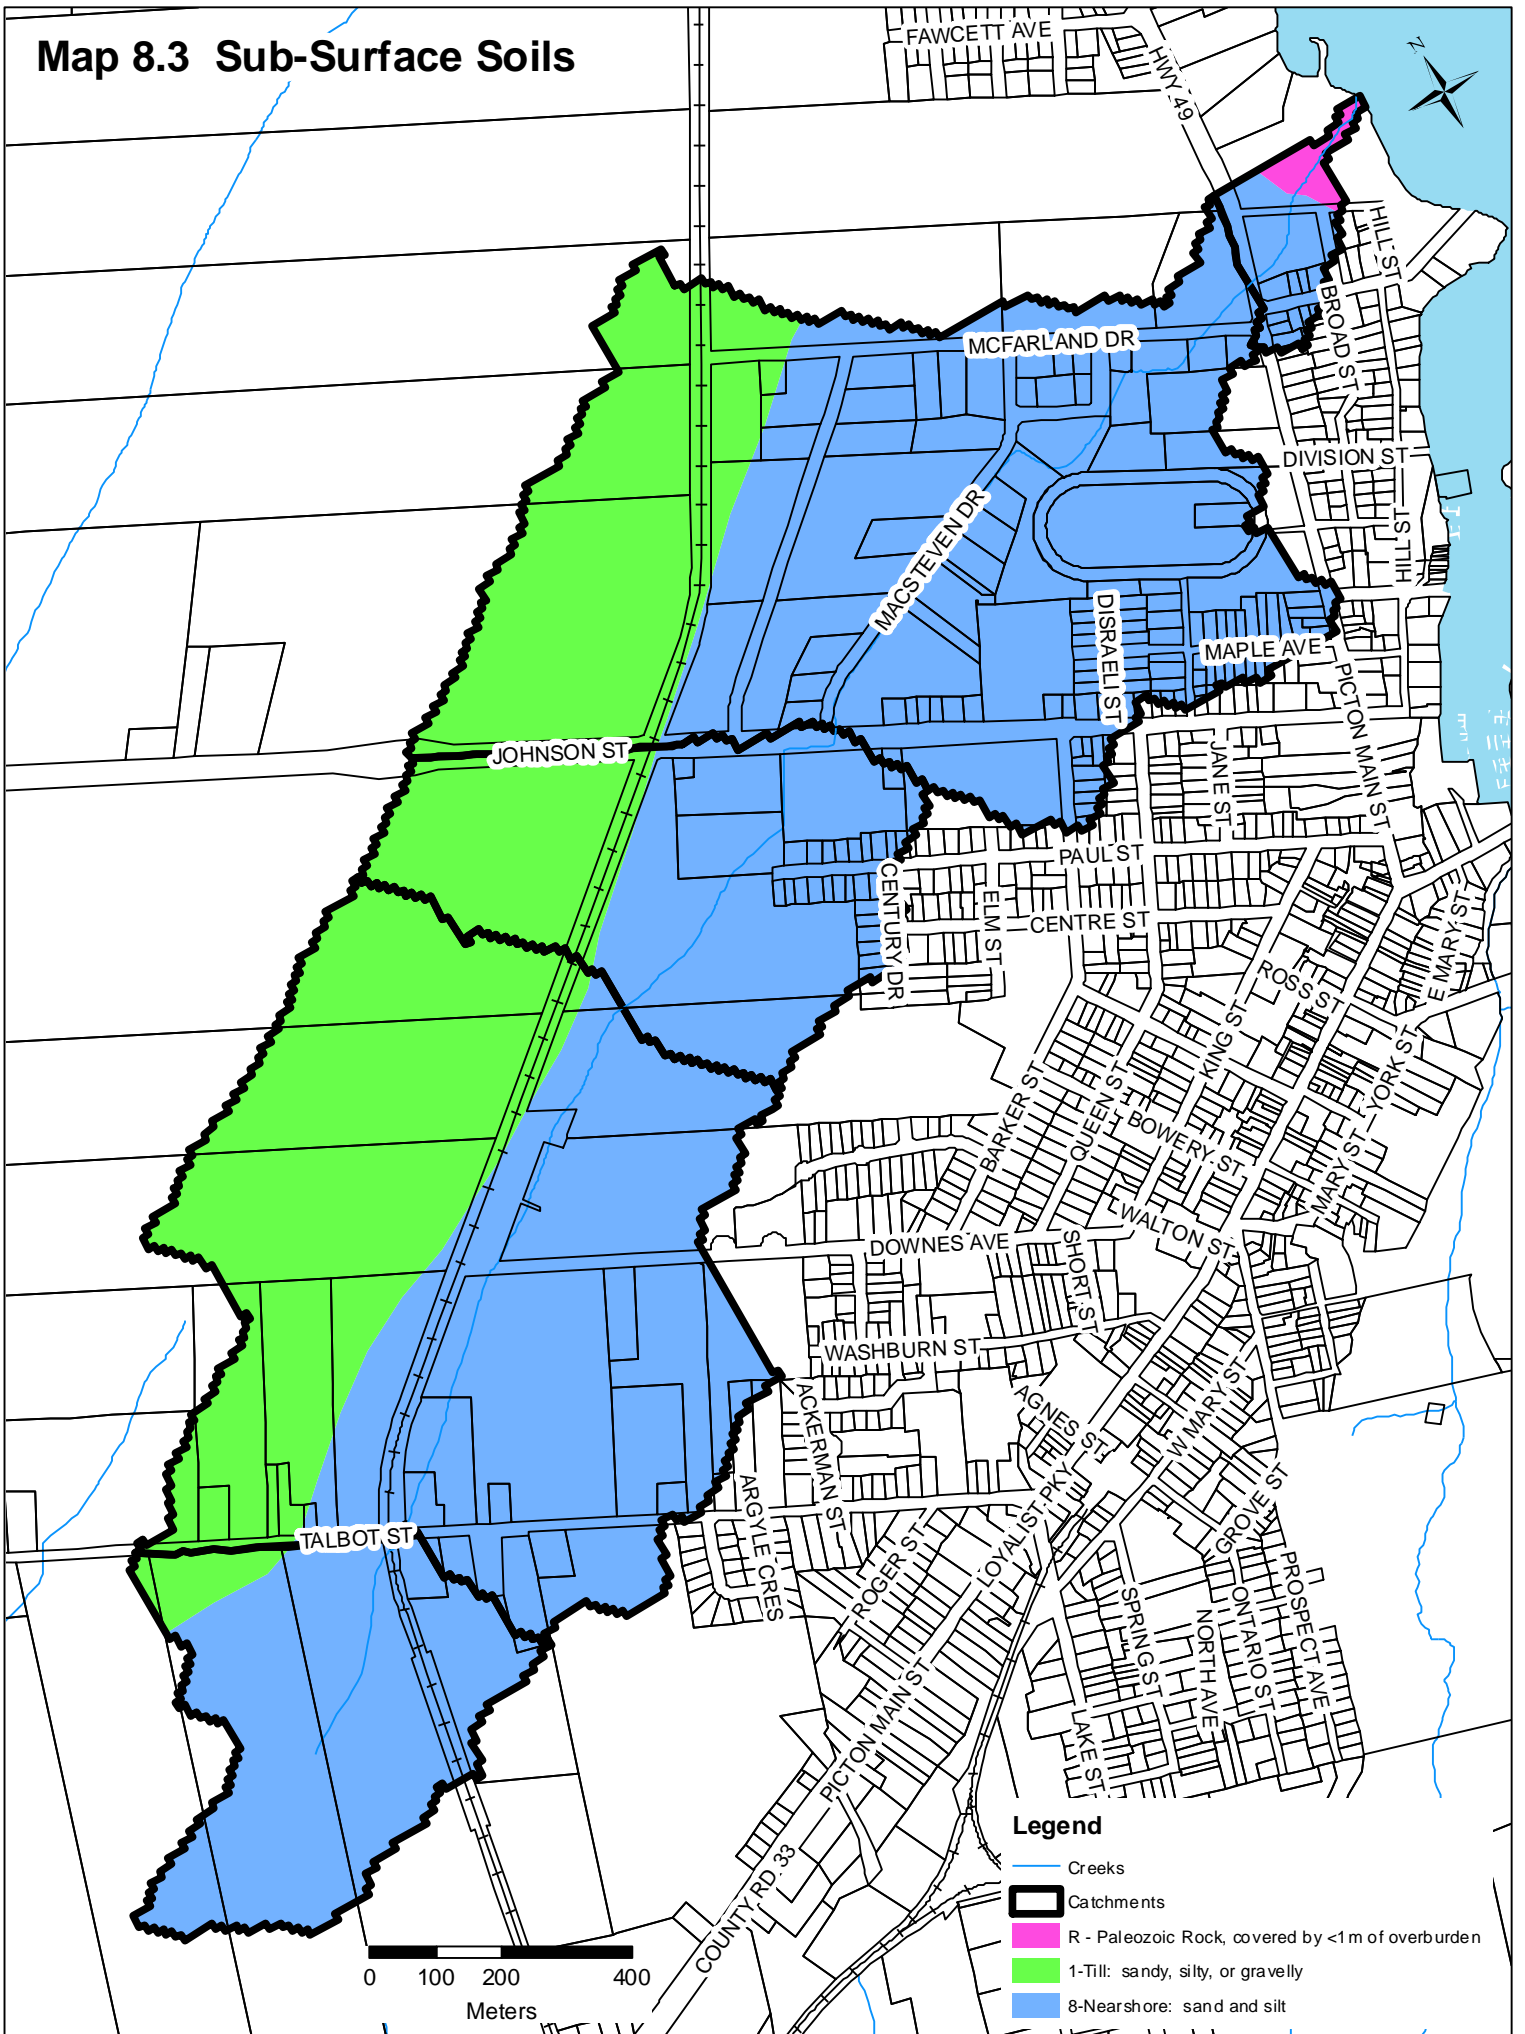 Map 8.3 Sub-Surface Soils
FAWCETT AVE
HWY 49
N
HILL ST
BROAD ST
MCFARLAND DR
DIVISION ST
HILL ST
MACSTEVEN DR
DISRAELI ST
MAPLE AVE
PICTON MAIN ST
JOHNSON ST
JANE ST
PAUL ST
CENTURY DR
ELM ST
CENTRE ST
E MARY ST
ROSS ST
KING ST
YORK ST
BARKER ST
QUEEN ST
BOWERY ST
MARY ST
WALTON ST
DOWNES AVE
SHORT ST
WASHBURN ST
ACKERMAN ST
AGNES ST
W MARY ST
ARGYLE CRES
GROVE ST
TALBOT ST
ROGER ST
LOYALIST PKY
SPRING ST
NORTH AVE
ONTARIO ST
PROSPECT AVE
PICTON MAIN ST
LAKE ST
COUNTY RD 33
0 100 200 400
Meters
Legend
Creeks
Catchments
R - Paleozoic Rock, covered by <1m of overburden
1-Till: sandy, silty, or gravelly
8-Nearshore: sand and silt